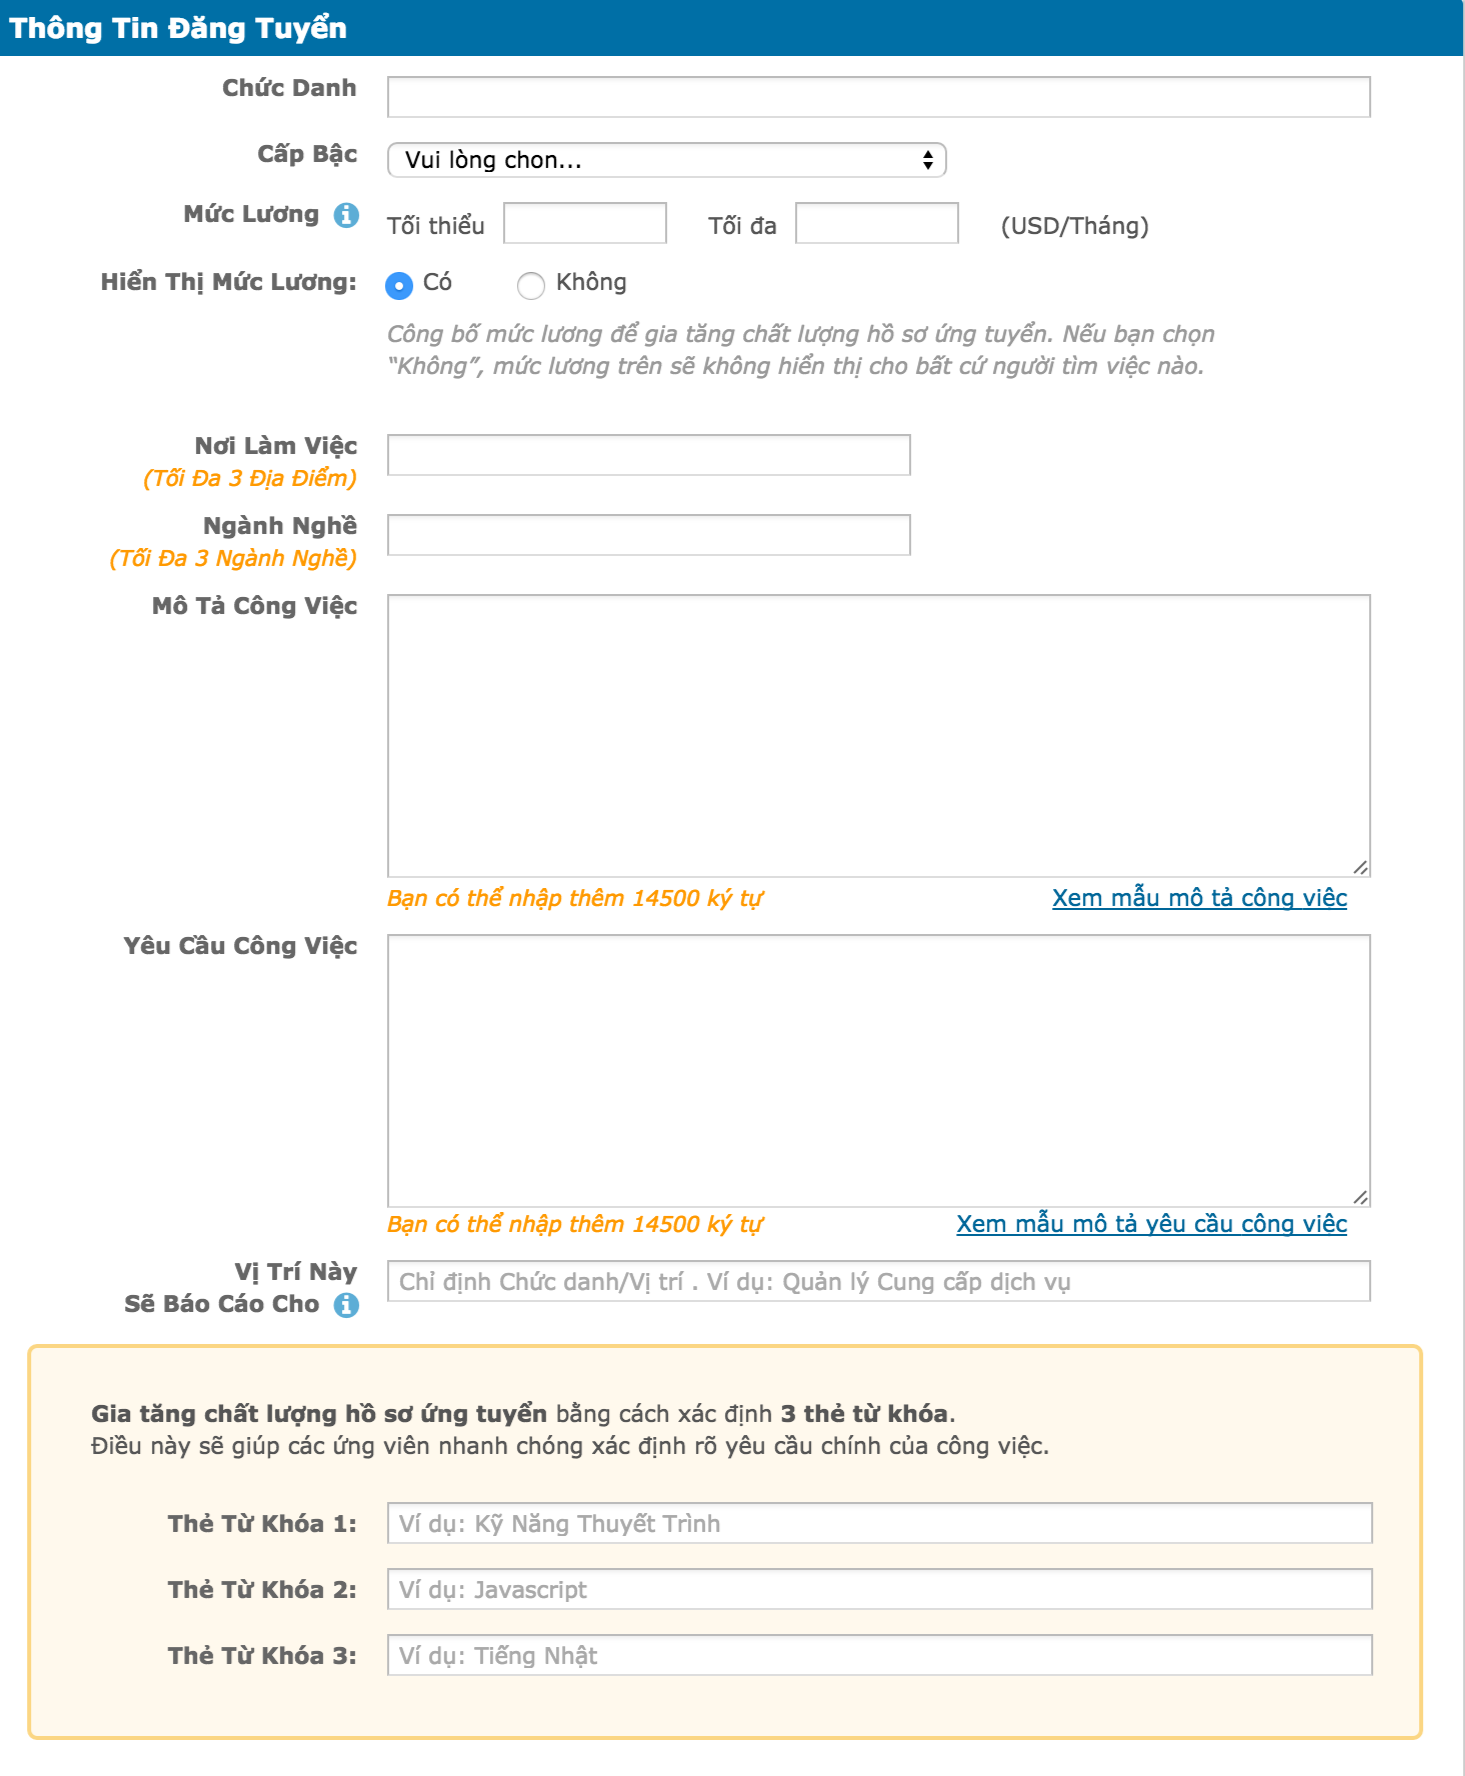 Thông Tin Đăng Tuyển
Chức Danh
Cấp Bậc Vui lòng chon...
Mức Lương Tối thiểu Tối đa (USD/Tháng)
Hiển Thị Mức Lương: Có Không
Công bố mức lương để gia tăng chất lượng hồ sơ ứng tuyển. Nếu bạn chọn
“Không”, mức lương trên sẽ không hiển thị cho bất cứ người tìm việc nào.
Nơi Làm Việc
(Tối Đa 3 Địa Điểm)
Ngành Nghề
(Tối Đa 3 Ngành Nghề)
Mô Tả Công Việc
Bạn có thể nhập thêm 14500 ký tự Xem mẫu mô tả công việc
Yêu Cầu Công Việc
Bạn có thể nhập thêm 14500 ký tự Xem mẫu mô tả yêu cầu công việc
Vị Trí Này
Sẽ Báo Cáo Cho Chỉ định Chức danh/Vị trí . Ví dụ: Quản lý Cung cấp dịch vụ
Gia tăng chất lượng hồ sơ ứng tuyển bằng cách xác định 3 thẻ từ khóa.
Điều này sẽ giúp các ứng viên nhanh chóng xác định rõ yêu cầu chính của công việc.
Thẻ Từ Khóa 1: Ví dụ: Kỹ Năng Thuyết Trình
Thẻ Từ Khóa 2: Ví dụ: Javascript
Thẻ Từ Khóa 3: Ví dụ: Tiếng Nhật